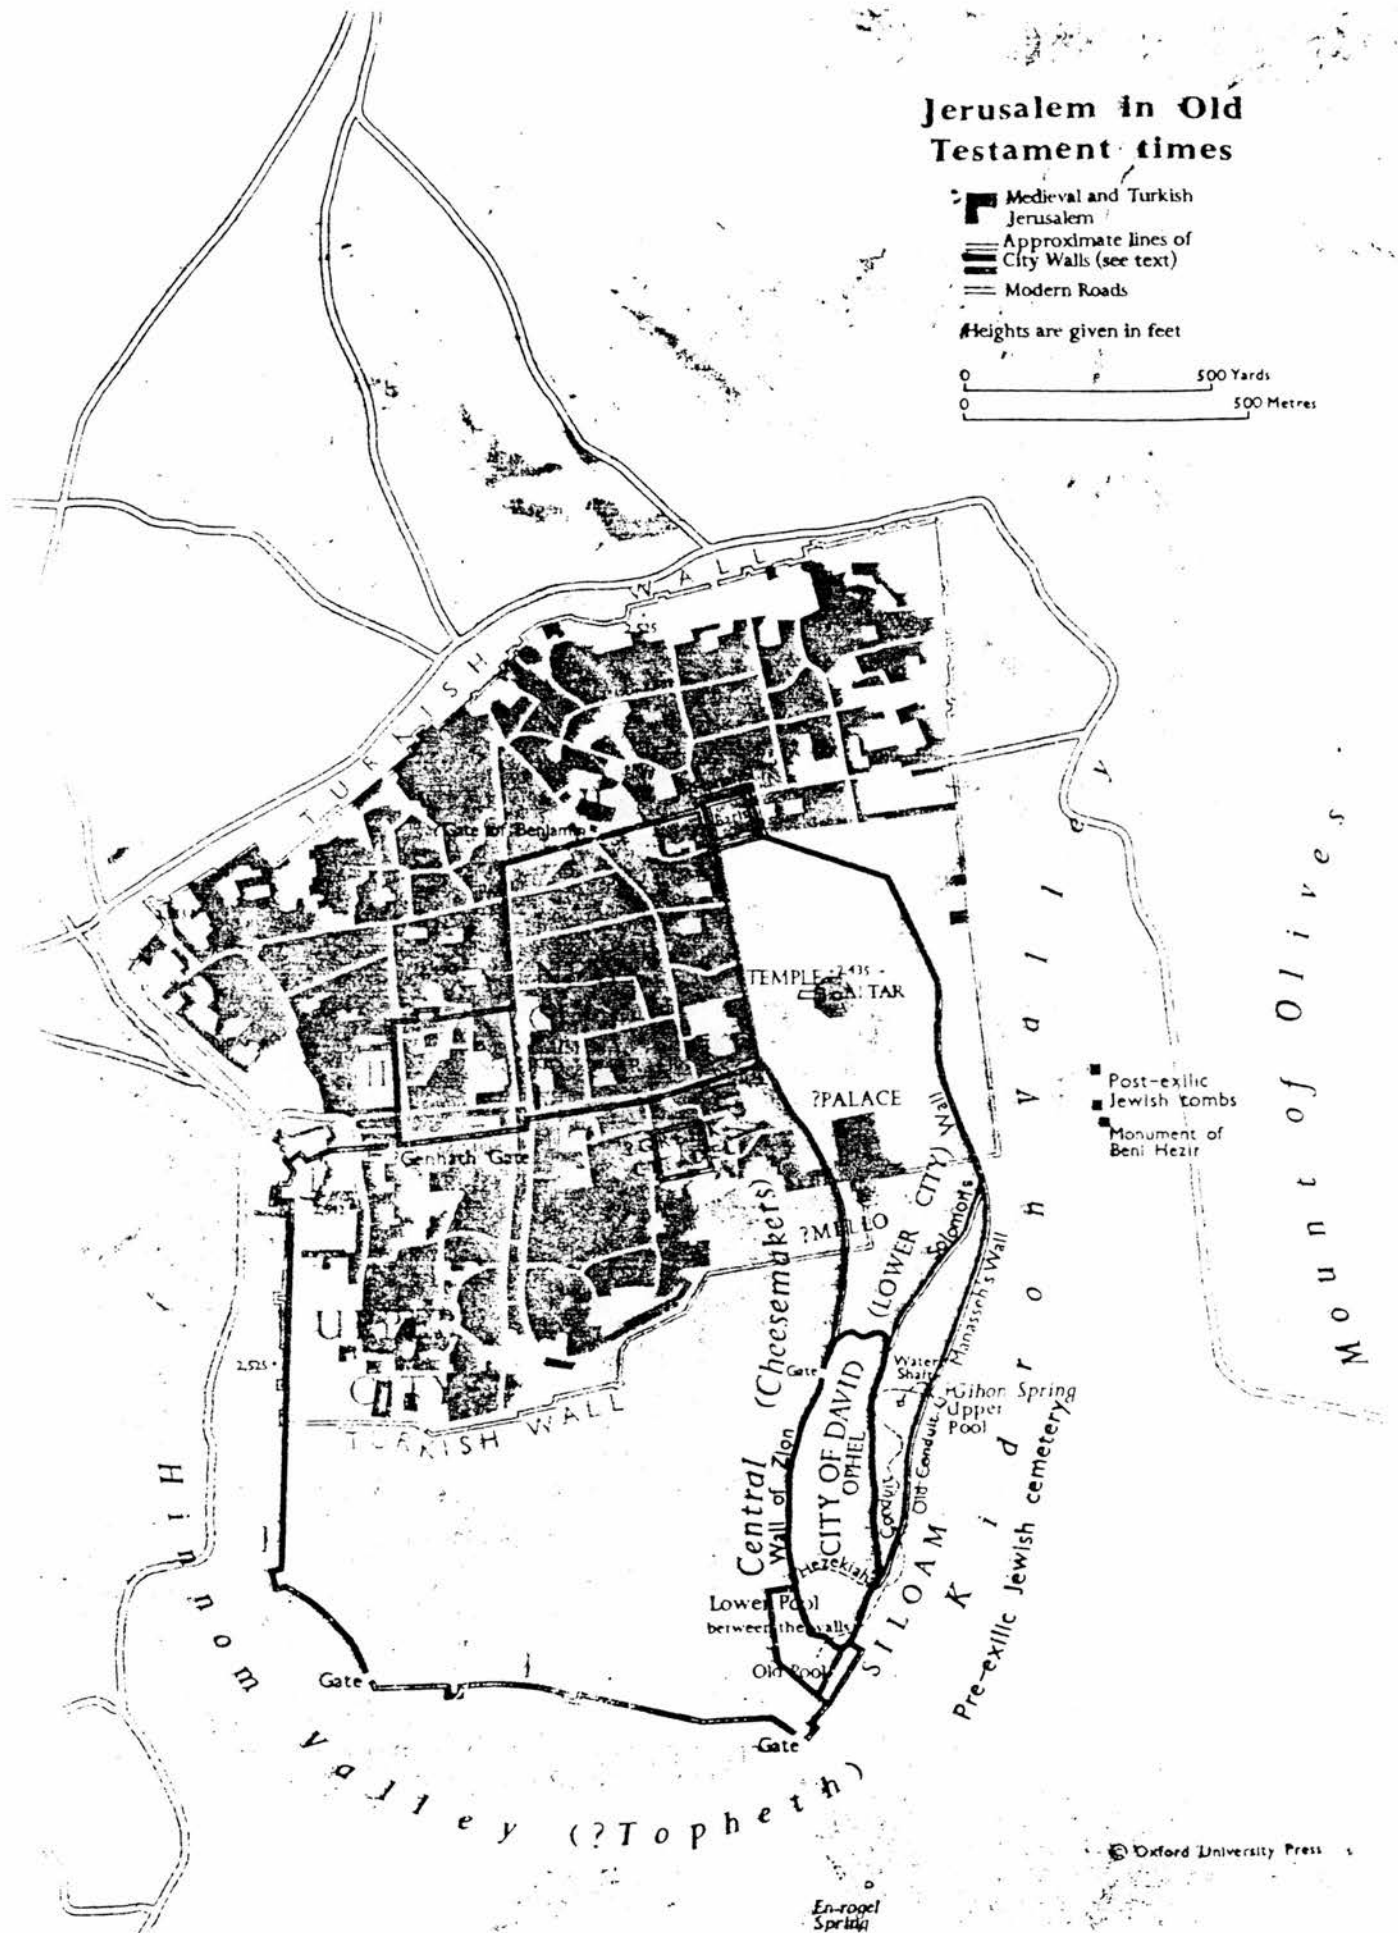 Jerusalem in Old
Testament times
Medieval and Turkish
Jerusalem
Approximate lines of
City Walls (see text)
Modern Roads
Heights are given in feet
0 500 Yards
0 500 Metres
TURKISH WALL
2,525
Gate of Benjamin
TEMPLE
2,435
ALTAR
Kidron Valley
Mount of Olives
Post-exilic
Jewish tombs
Monument of
Beni Hezir
?PALACE
Gennath Gate
?MELLO
(LOWER CITY)
Solomon's Wall
Manasseh's Wall
Central (Cheesemakers)
UPPER
CITY
2,525
TURKISH WALL
Gate
Wall of Zion
CITY OF DAVID
OPHEL
Water
Shaft
Gihon Spring
Upper
Pool
Old Conduit
Hezekiah's Conduit
Lower Pool
between the walls
Old Pool
SILOAM
Pre-exilic Jewish cemetery
Gate
Gate
Hinnom Valley (?Topheth)
En-rogel
Spring
© Oxford University Press